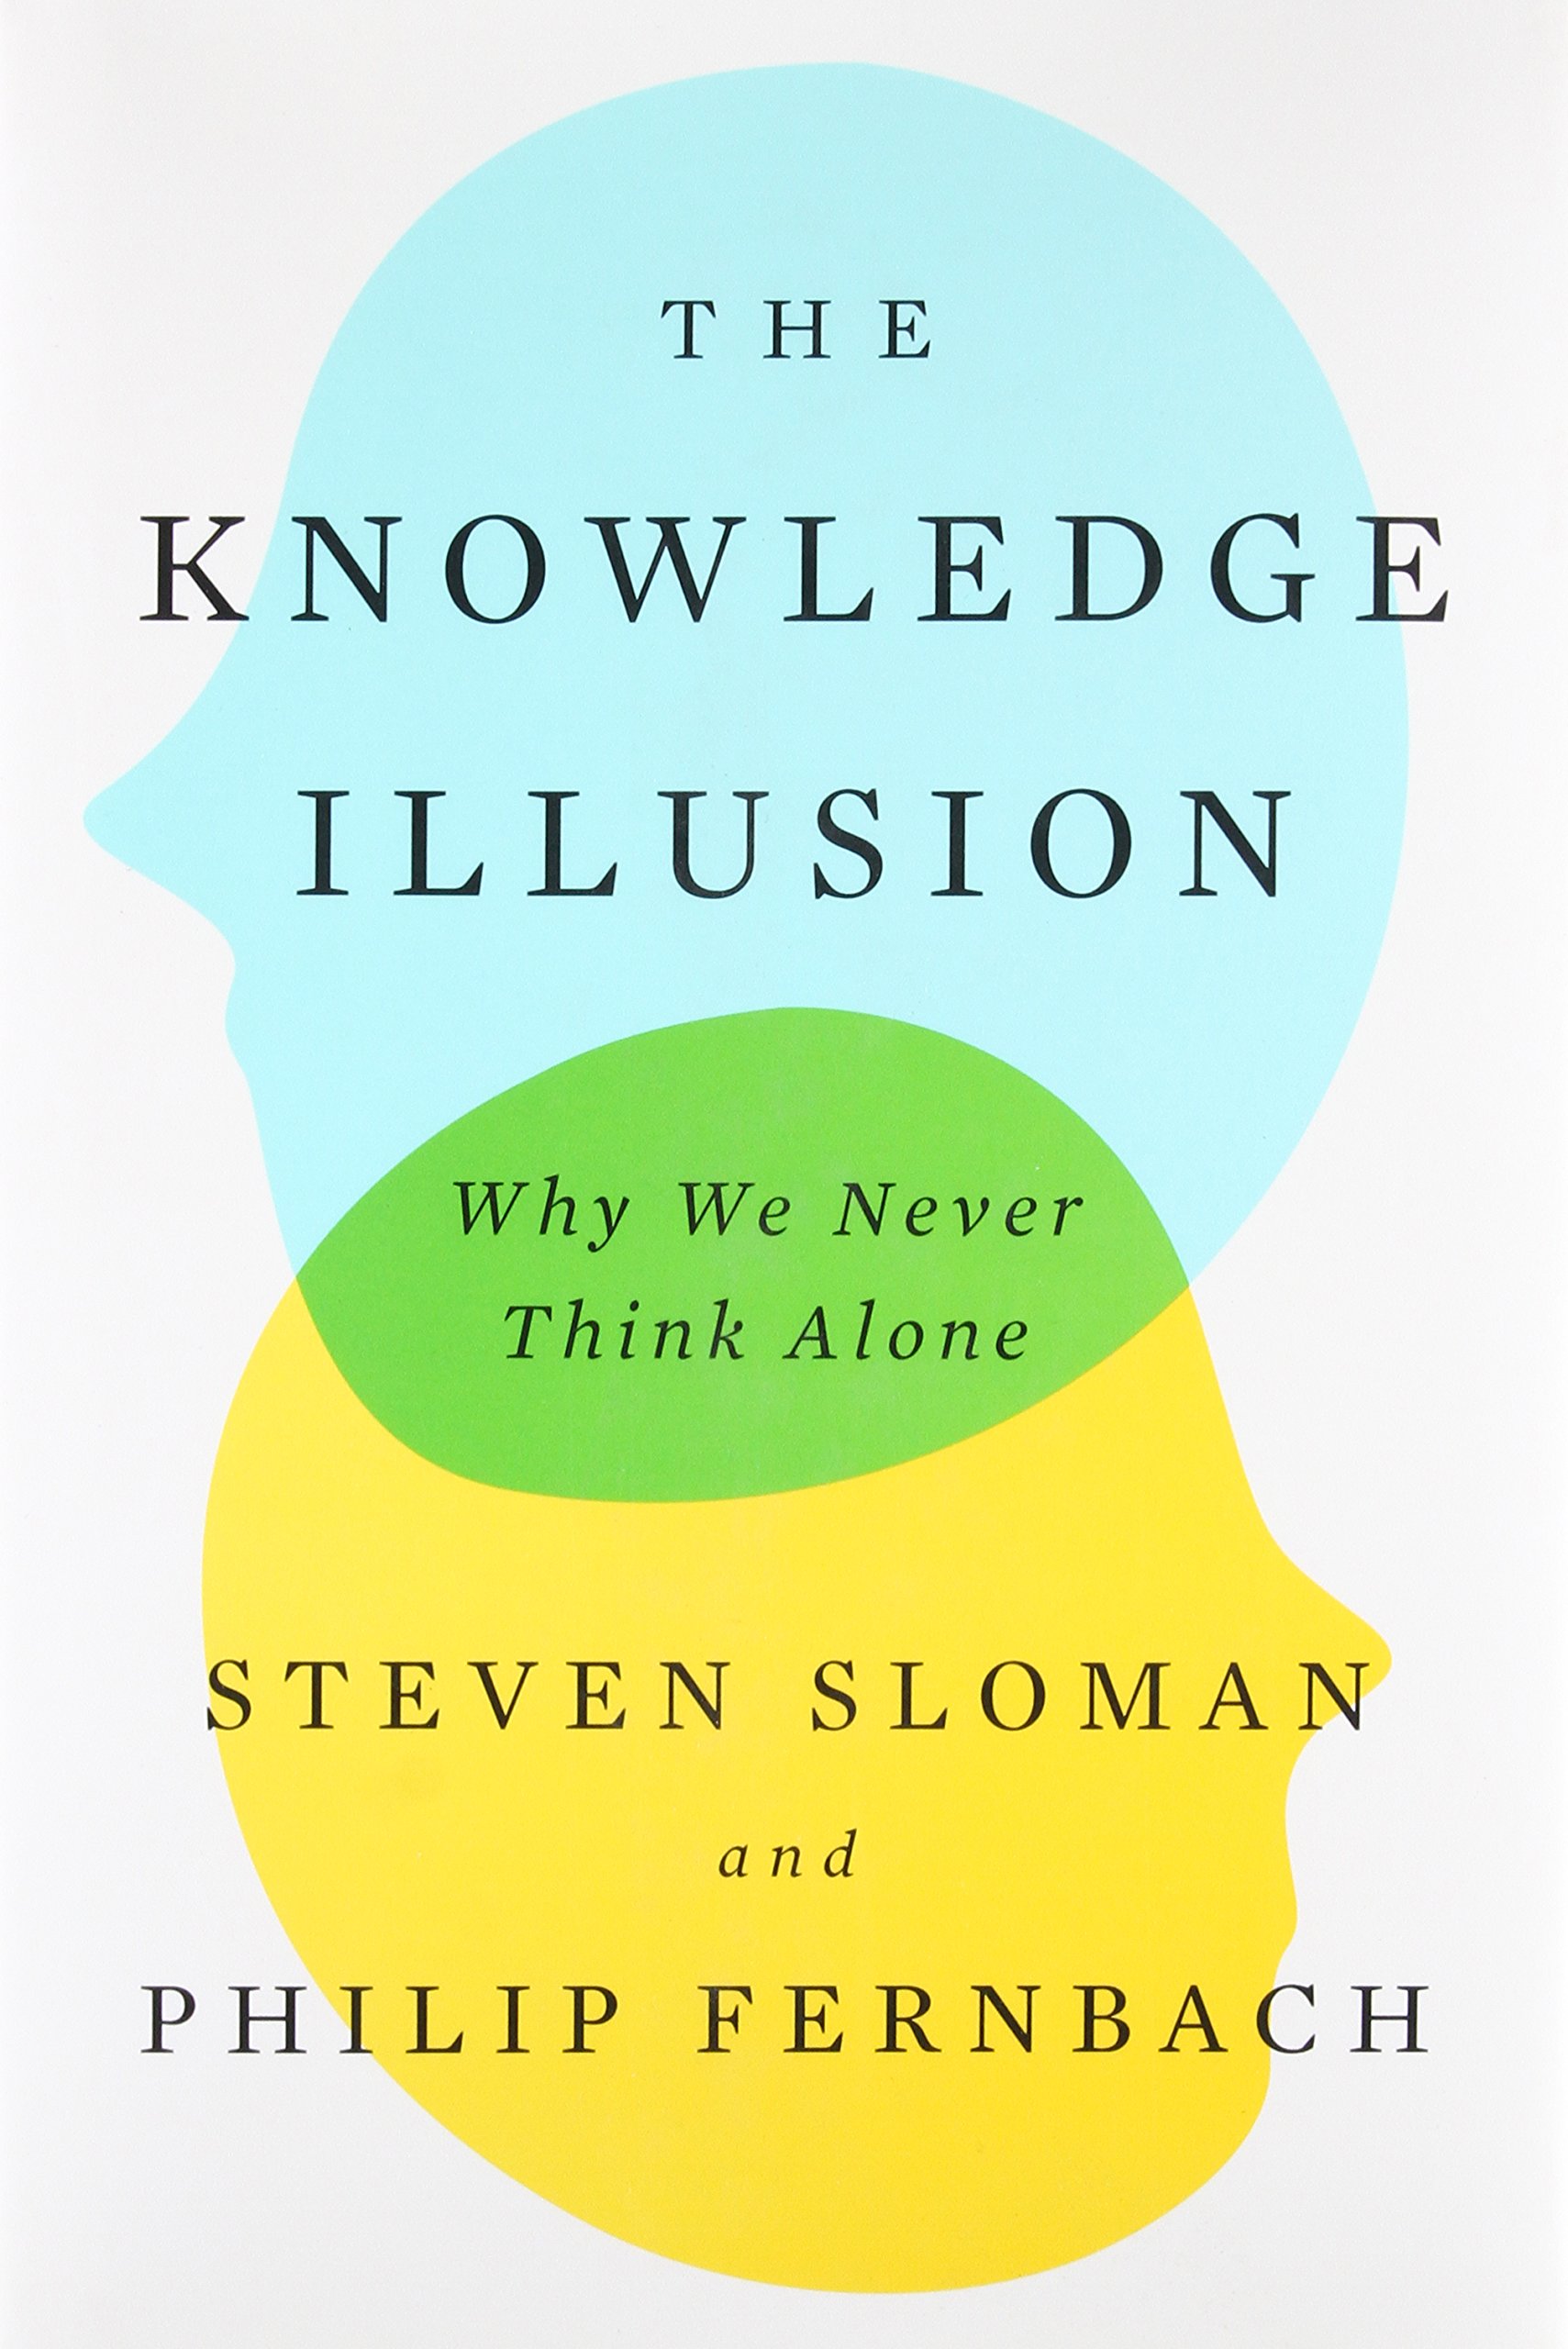 THE
KNOWLEDGE
ILLUSION
Why We Never
Think Alone
STEVEN SLOMAN
and
PHILIP FERNBACH